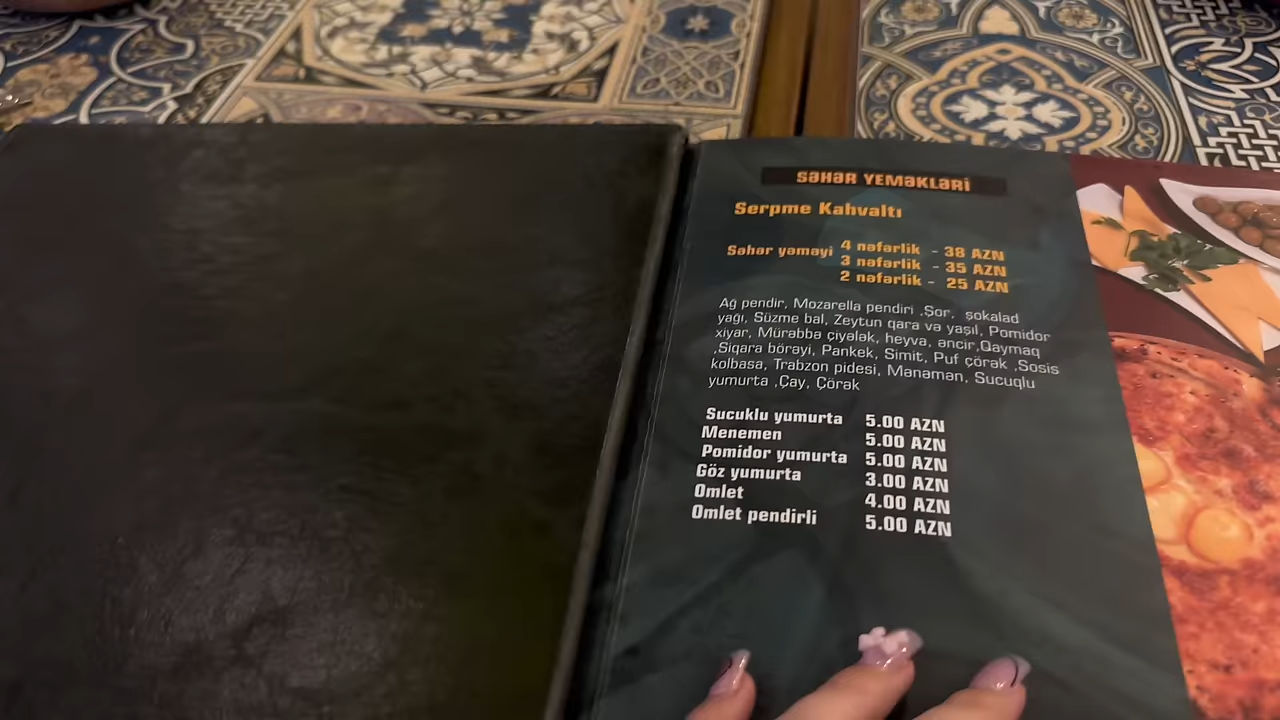 SƏHƏR YEMƏKLƏRİ
Serpme Kahvaltı
Səhər yəməyi
4 nəfərlik - 38 AZN
3 nəfərlik - 35 AZN
2 nəfərlik - 25 AZN
Ağ pendir, Mozarella pendiri ,Şor, şokalad
yağı, Süzme bal, Zeytun qara və yaşıl, Pomidor
xiyar, Mürəbbə çiyələk, heyva, əncir,Qaymaq
,Siqara börəyi, Pankek, Simit, Puf çörək ,Sosis
kolbasa, Trabzon pidesi, Mənəmən, Sucuqlu
yumurta ,Çay, Çörək
Sucuklu yumurta 5.00 AZN
Menemen 5.00 AZN
Pomidor yumurta 5.00 AZN
Göz yumurta 3.00 AZN
Omlet 4.00 AZN
Omlet pendirli 5.00 AZN